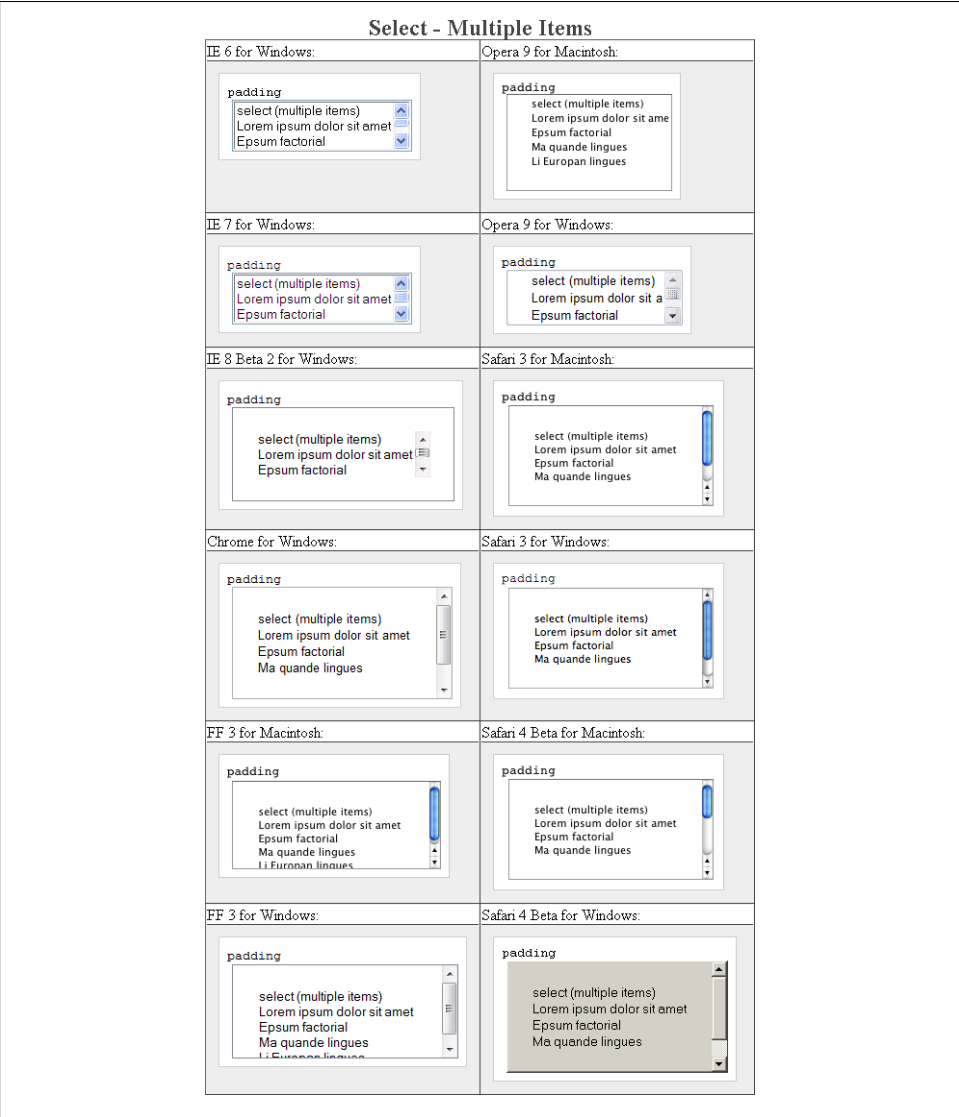 Select - Multiple Items
IE 6 for Windows:
padding
select (multiple items)
Lorem ipsum dolor sit amet
Epsum factorial
Opera 9 for Macintosh:
padding
select (multiple items)
Lorem ipsum dolor sit ame
Epsum factorial
Ma quande lingues
Li Europan lingues
IE 7 for Windows:
padding
select (multiple items)
Lorem ipsum dolor sit amet
Epsum factorial
Opera 9 for Windows:
padding
select (multiple items)
Lorem ipsum dolor sit a
Epsum factorial
IE 8 Beta 2 for Windows:
padding
select (multiple items)
Lorem ipsum dolor sit amet
Epsum factorial
Safari 3 for Macintosh:
padding
select (multiple items)
Lorem ipsum dolor sit amet
Epsum factorial
Ma quande lingues
Chrome for Windows:
padding
select (multiple items)
Lorem ipsum dolor sit amet
Epsum factorial
Ma quande lingues
Safari 3 for Windows:
padding
select (multiple items)
Lorem ipsum dolor sit amet
Epsum factorial
Ma quande lingues
FF 3 for Macintosh:
padding
select (multiple items)
Lorem ipsum dolor sit amet
Epsum factorial
Ma quande lingues
Li Europan lingues
Safari 4 Beta for Macintosh:
padding
select (multiple items)
Lorem ipsum dolor sit amet
Epsum factorial
Ma quande lingues
FF 3 for Windows:
padding
select (multiple items)
Lorem ipsum dolor sit amet
Epsum factorial
Ma quande lingues
Li Europan lingues
Safari 4 Beta for Windows:
padding
select (multiple items)
Lorem ipsum dolor sit amet
Epsum factorial
Ma quande lingues